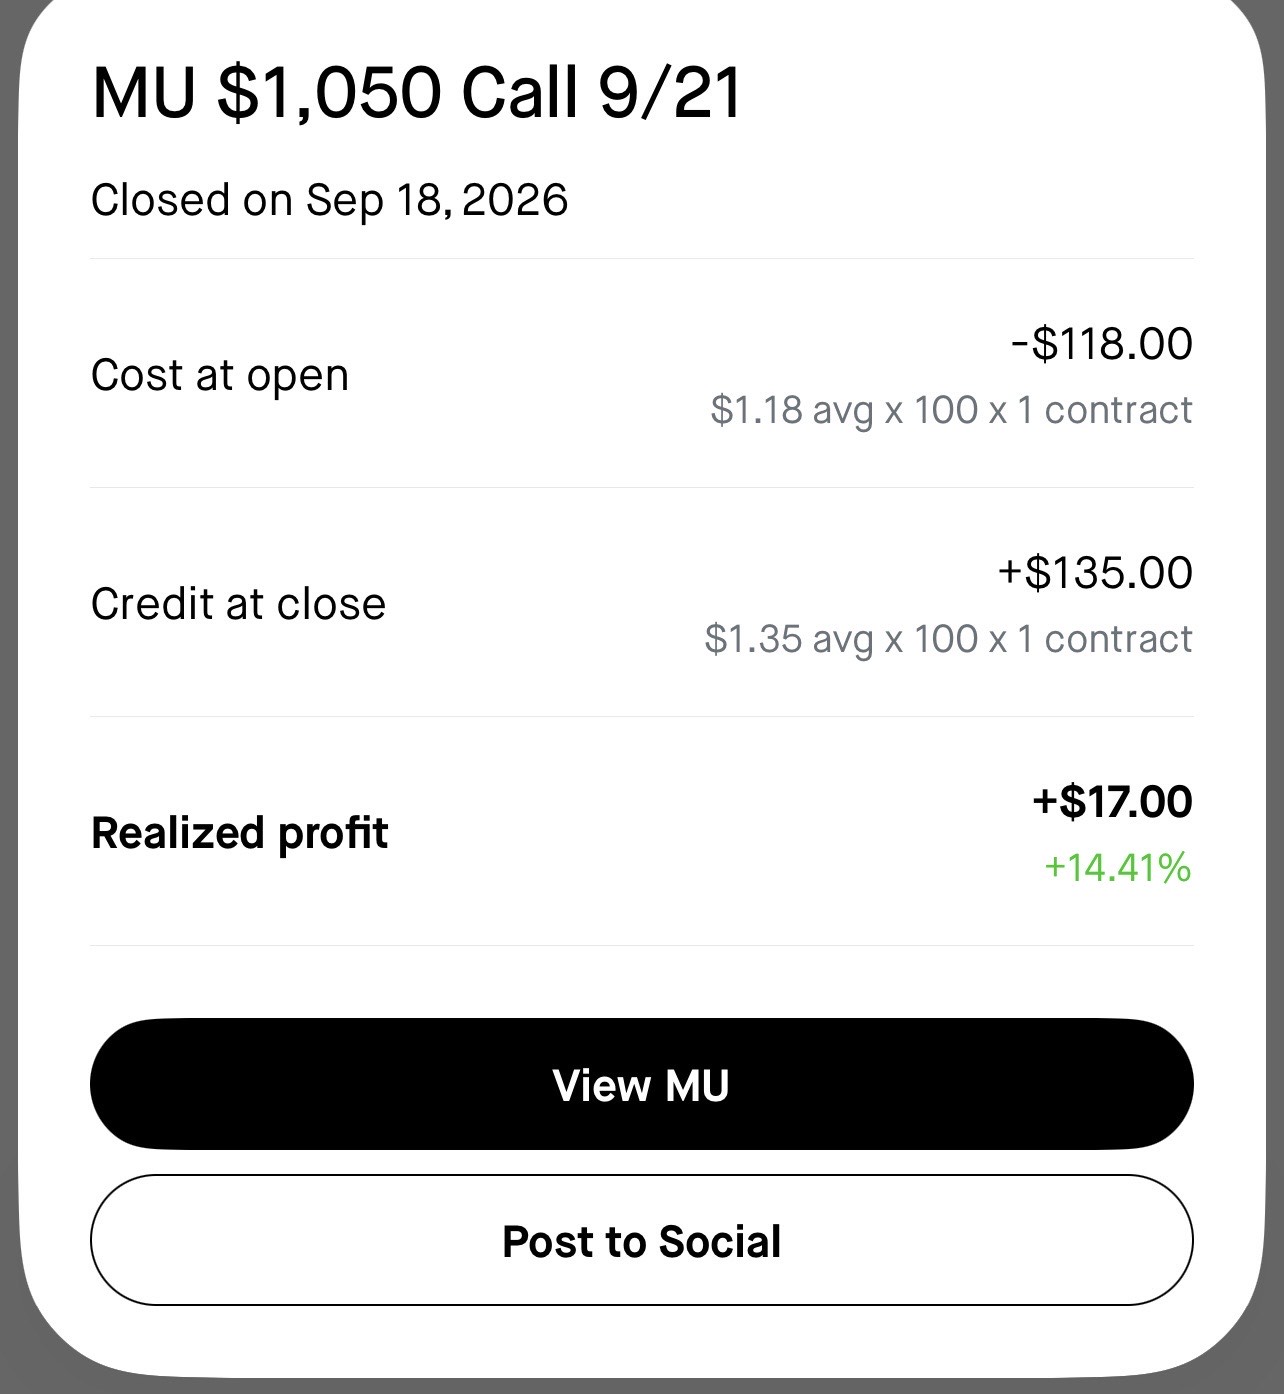 MU $1,050 Call 9/21
Closed on Sep 18, 2026
Cost at open
-$118.00
$1.18 avg x 100 x 1 contract
Credit at close
+$135.00
$1.35 avg x 100 x 1 contract
Realized profit
+$17.00
+14.41%
View MU
Post to Social